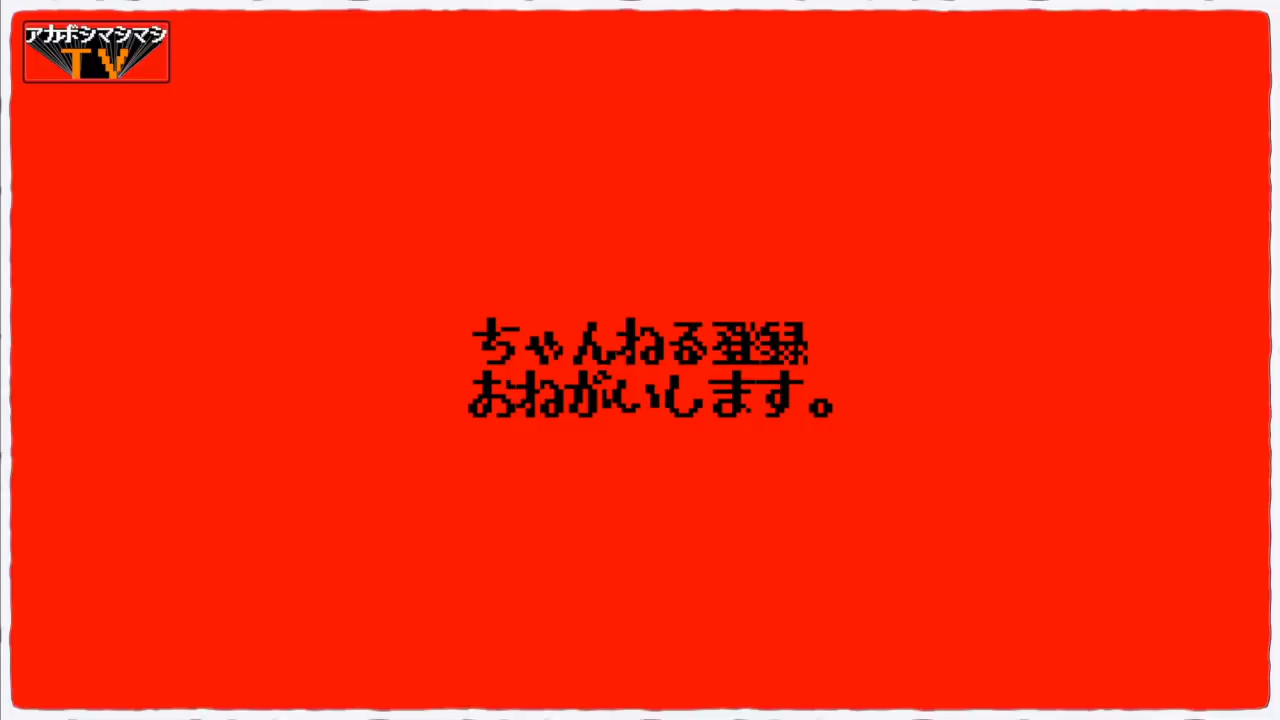 アカボシマシマシ
TV
ちゃんねる登録
おねがいします。